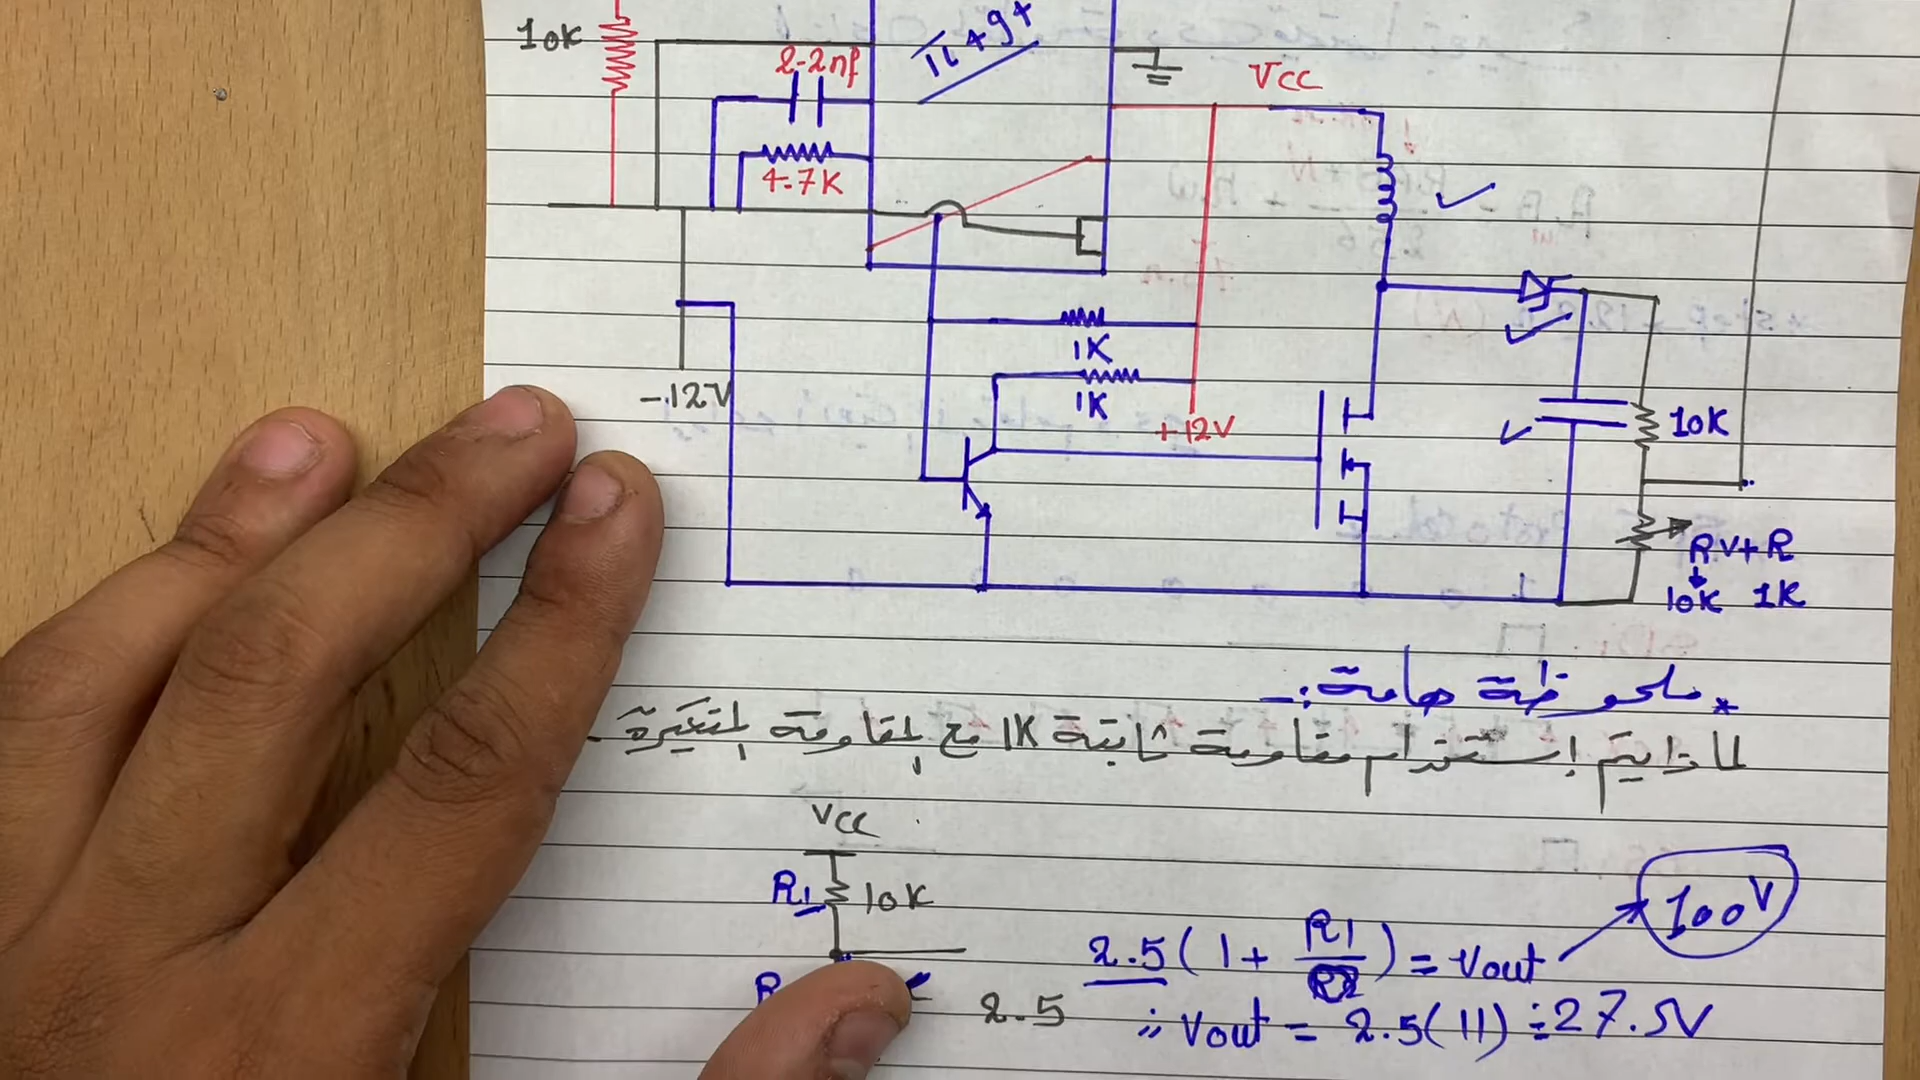 10K
2.2nf
TL494
VCC
4.7K
1K
-12V
1K
+12V
10K
RV+R
10K 1K
* ملحوظة هامة:-
لماذا يتم إستخدام مقاومة ثابتة 1K مع المقاومة المتغيرة -
VCC
R1 10K
100V
2.5(1+ R1/R2) = Vout
R
2.5
∴ Vout = 2.5(11) = 27.5V